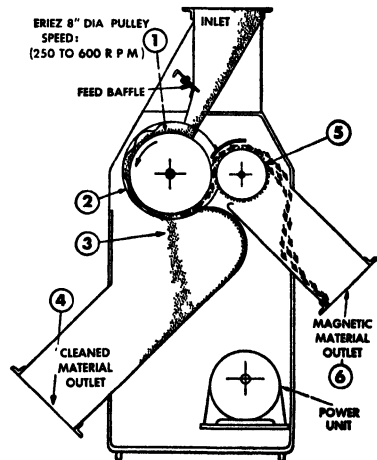 ERIEZ 8" DIA PULLEY
SPEED:
(250 TO 600 R P M)
1
INLET
FEED BAFFLE
5
2
3
4
CLEANED
MATERIAL
OUTLET
MAGNETIC
MATERIAL
OUTLET
6
POWER
UNIT